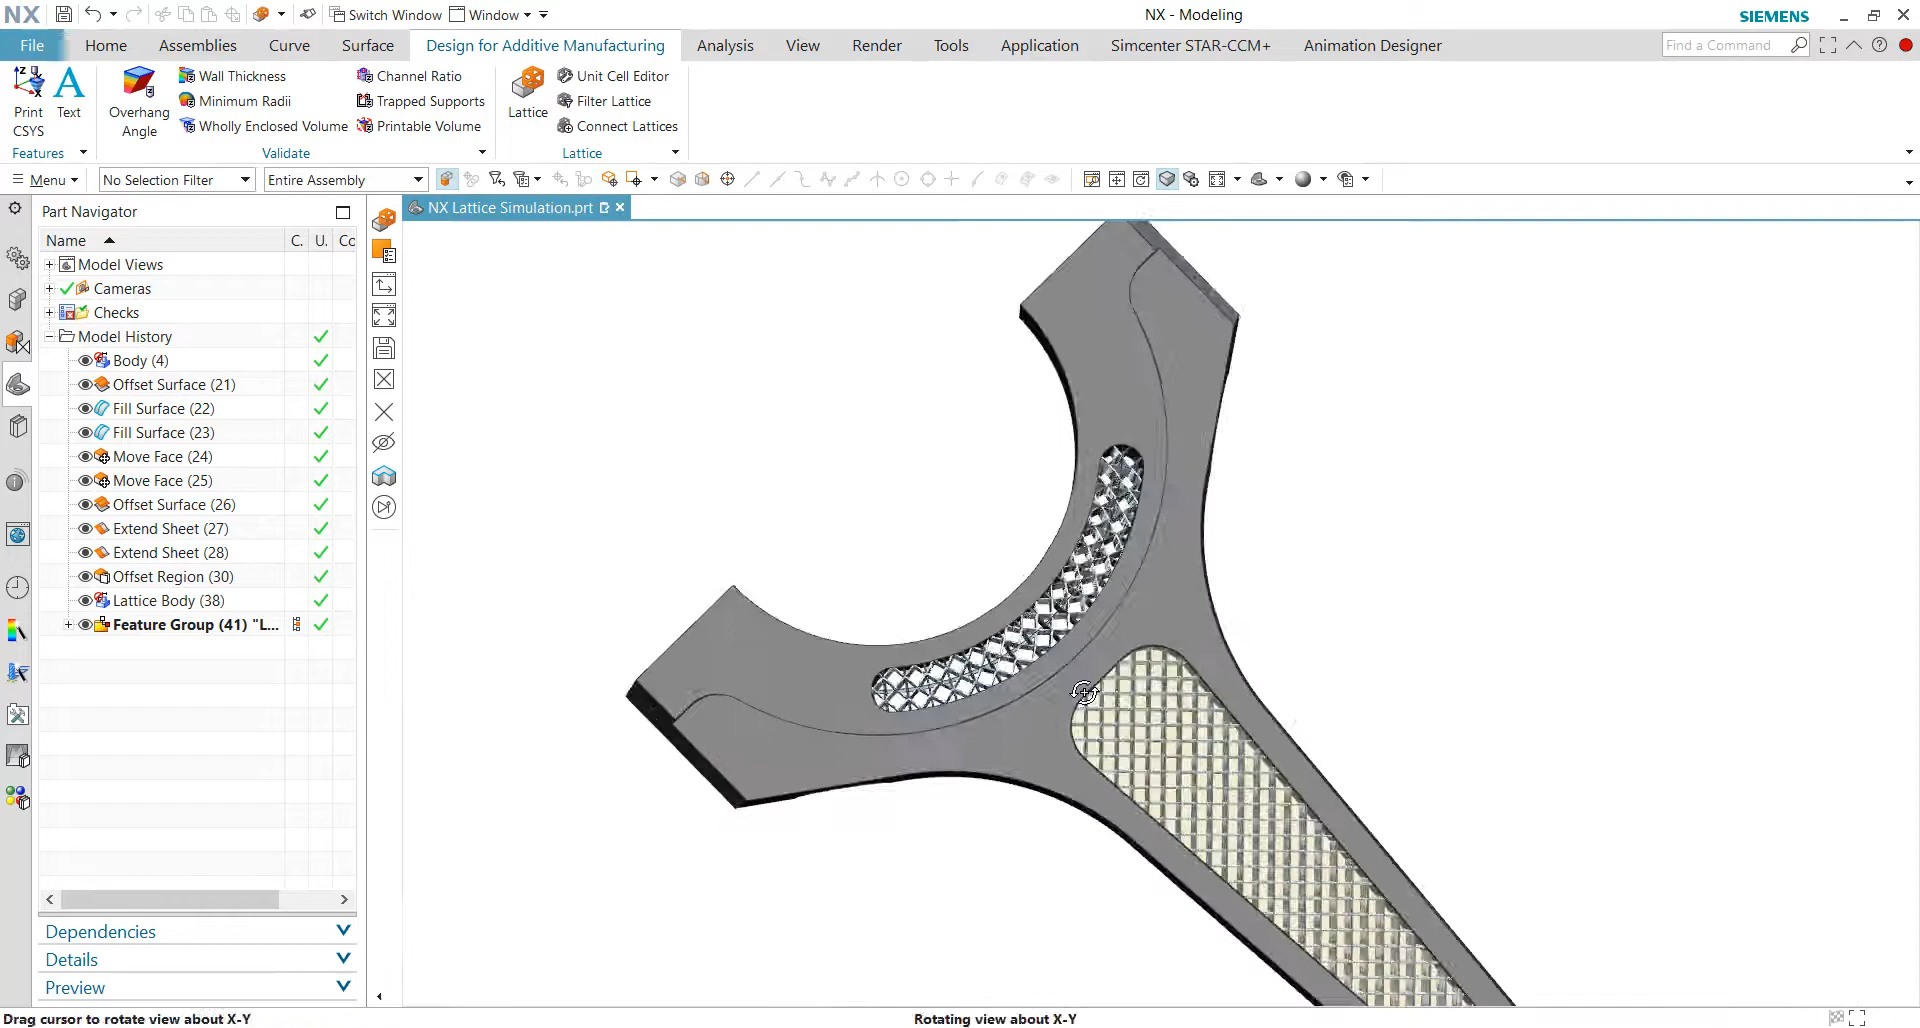 NX
Switch Window
Window
NX - Modeling
SIEMENS
File
Home
Assemblies
Curve
Surface
Design for Additive Manufacturing
Analysis
View
Render
Tools
Application
Simcenter STAR-CCM+
Animation Designer
Find a Command
Print CSYS
Text
Features
Overhang Angle
Wall Thickness
Minimum Radii
Wholly Enclosed Volume
Channel Ratio
Trapped Supports
Printable Volume
Validate
Lattice
Unit Cell Editor
Filter Lattice
Connect Lattices
Lattice
Menu
No Selection Filter
Entire Assembly
Part Navigator
NX Lattice Simulation.prt
Name
C.
U.
Co
Model Views
Cameras
Checks
Model History
Body (4)
Offset Surface (21)
Fill Surface (22)
Fill Surface (23)
Move Face (24)
Move Face (25)
Offset Surface (26)
Extend Sheet (27)
Extend Sheet (28)
Offset Region (30)
Lattice Body (38)
Feature Group (41) "L...
Dependencies
Details
Preview
Drag cursor to rotate view about X-Y
Rotating view about X-Y